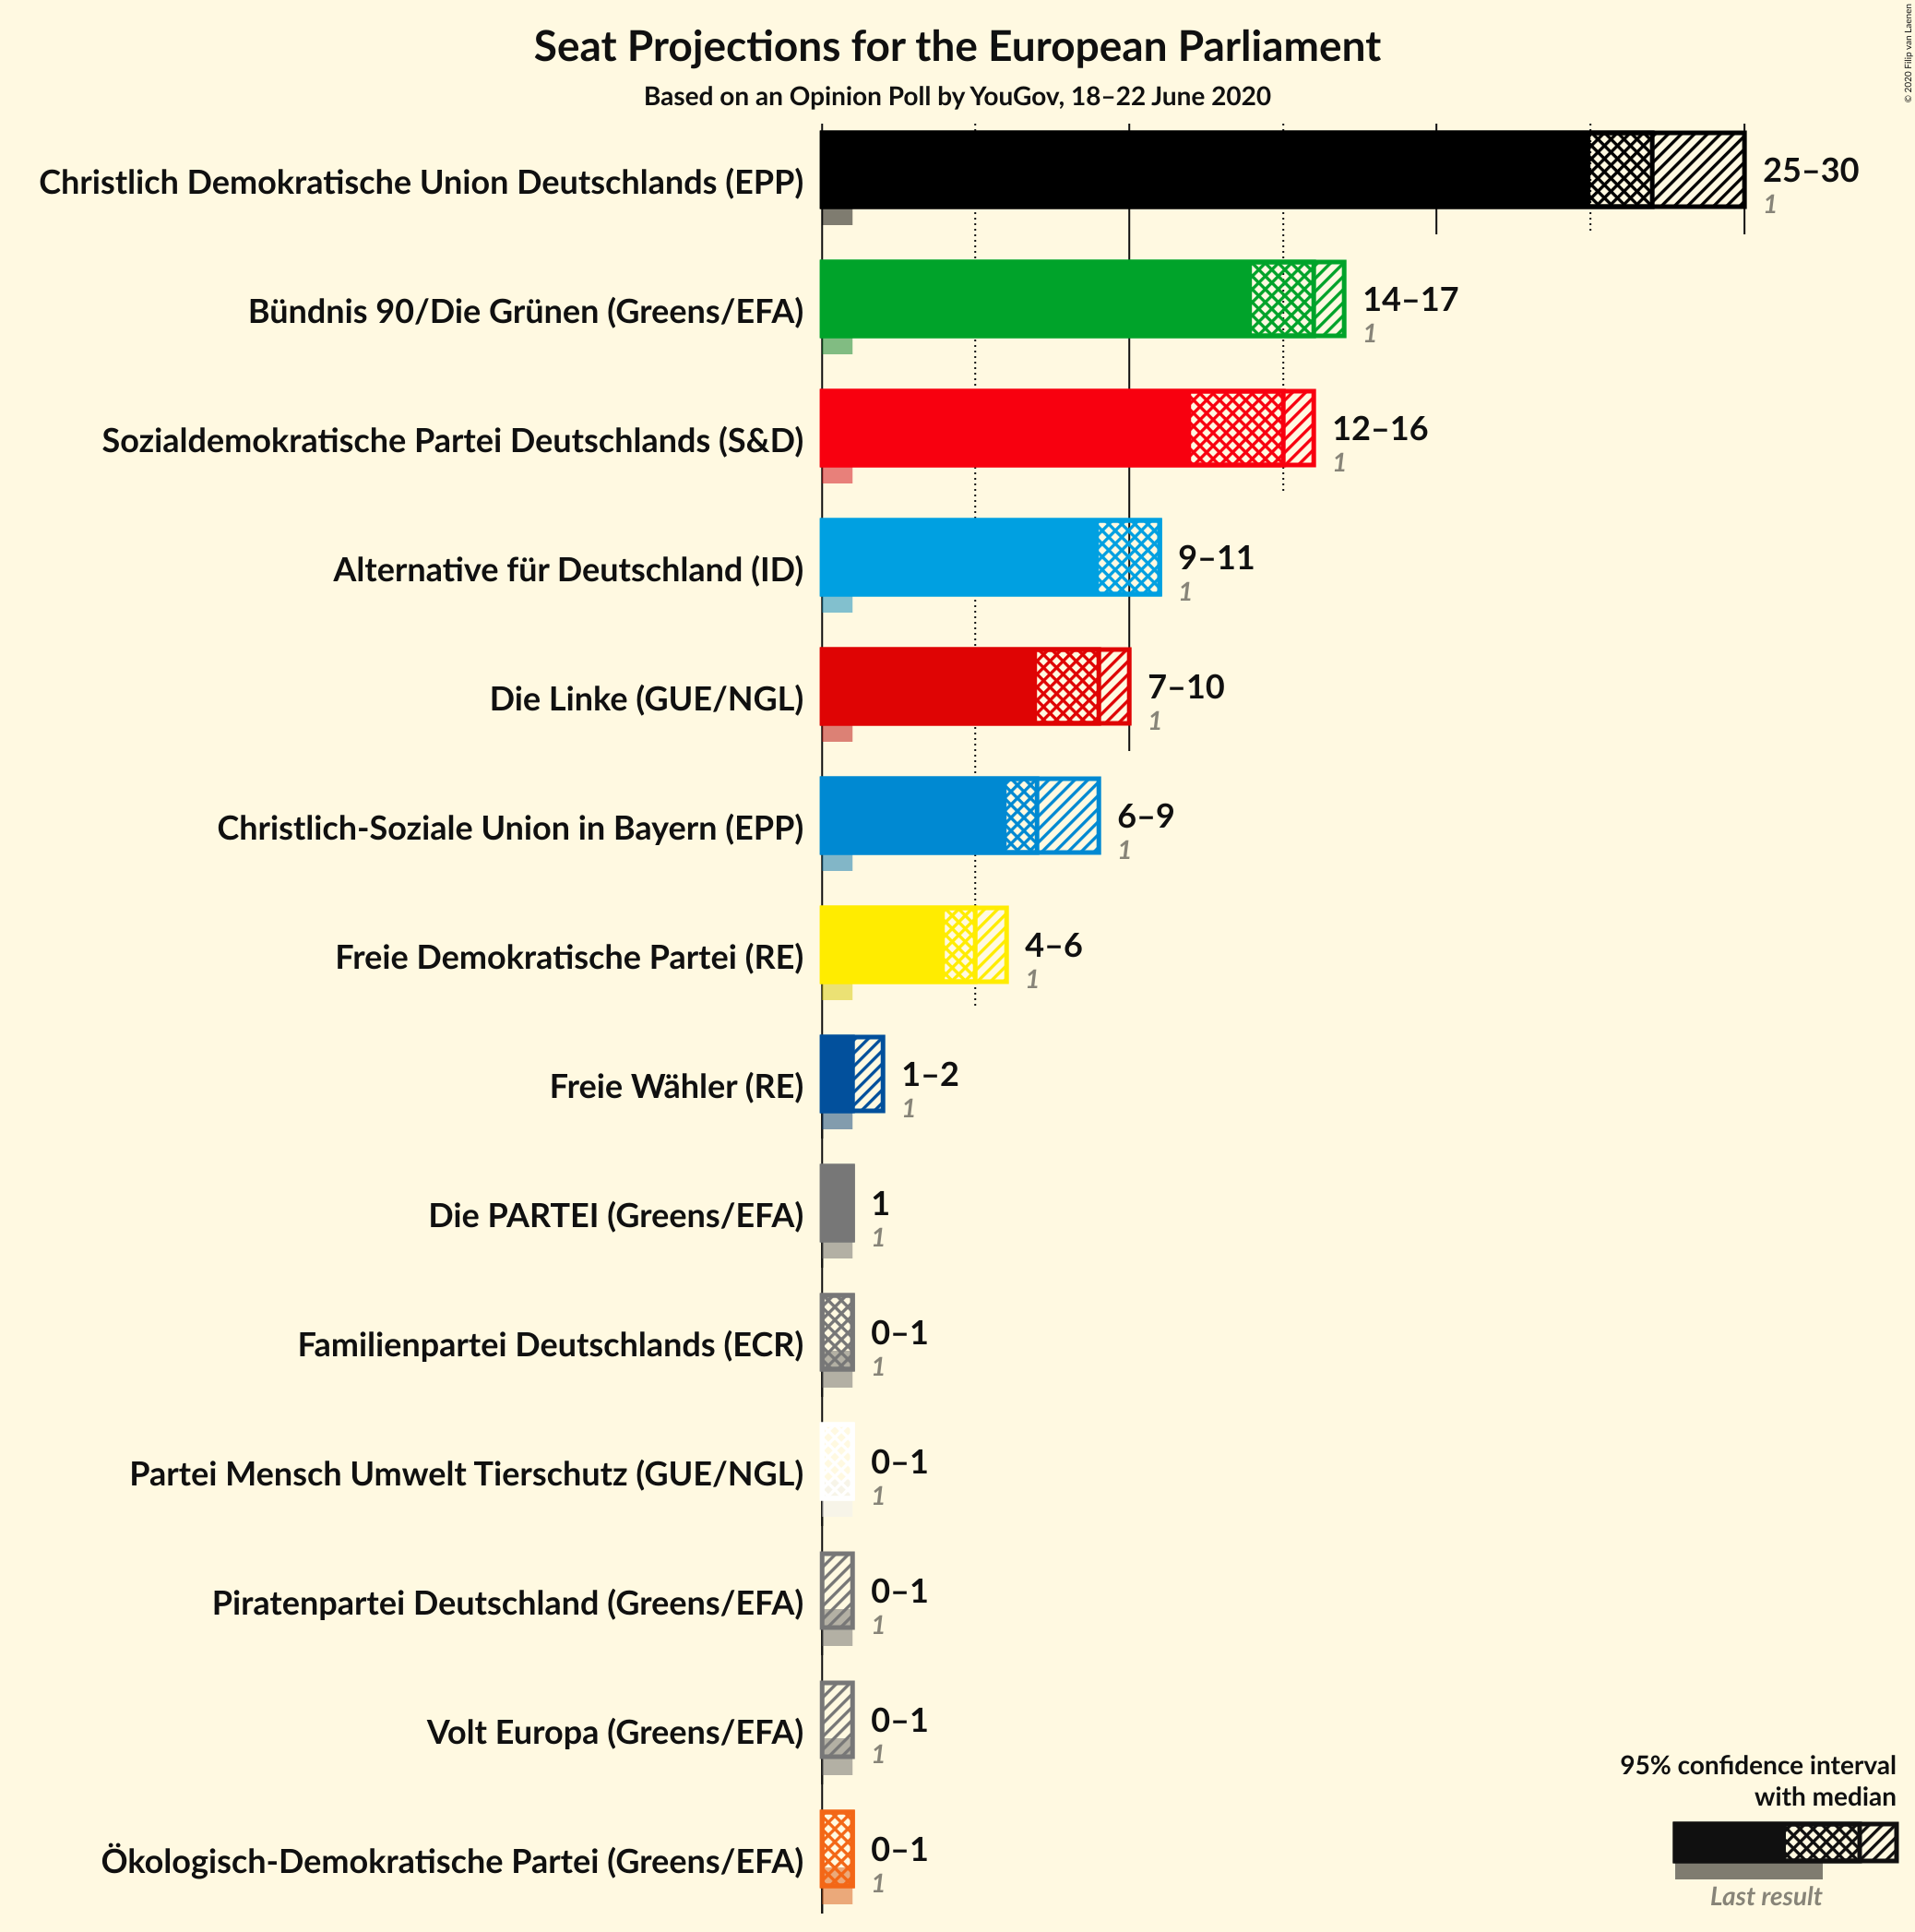 Seat Projections for the European Parliament
Based on an Opinion Poll by YouGov, 18–22 June 2020
© 2020 Filip van Laenen
Christlich Demokratische Union Deutschlands (EPP)
25–30
1
Bündnis 90/Die Grünen (Greens/EFA)
14–17
1
Sozialdemokratische Partei Deutschlands (S&D)
12–16
1
Alternative für Deutschland (ID)
9–11
1
Die Linke (GUE/NGL)
7–10
1
Christlich-Soziale Union in Bayern (EPP)
6–9
1
Freie Demokratische Partei (RE)
4–6
1
Freie Wähler (RE)
1–2
1
Die PARTEI (Greens/EFA)
1
1
Familienpartei Deutschlands (ECR)
0–1
1
Partei Mensch Umwelt Tierschutz (GUE/NGL)
0–1
1
Piratenpartei Deutschland (Greens/EFA)
0–1
1
Volt Europa (Greens/EFA)
0–1
1
Ökologisch-Demokratische Partei (Greens/EFA)
0–1
1
95% confidence interval
with median
Last result